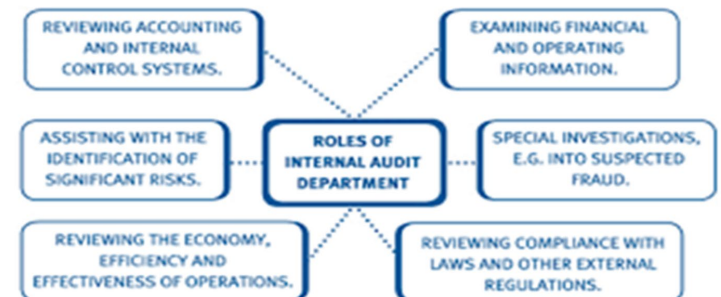 REVIEWING ACCOUNTING
AND INTERNAL
CONTROL SYSTEMS.
EXAMINING FINANCIAL
AND OPERATING
INFORMATION.
ASSISTING WITH THE
IDENTIFICATION OF
SIGNIFICANT RISKS.
ROLES OF
INTERNAL AUDIT
DEPARTMENT
SPECIAL INVESTIGATIONS,
E.G. INTO SUSPECTED
FRAUD.
REVIEWING THE ECONOMY,
EFFICIENCY AND
EFFECTIVENESS OF OPERATIONS.
REVIEWING COMPLIANCE WITH
LAWS AND OTHER EXTERNAL
REGULATIONS.